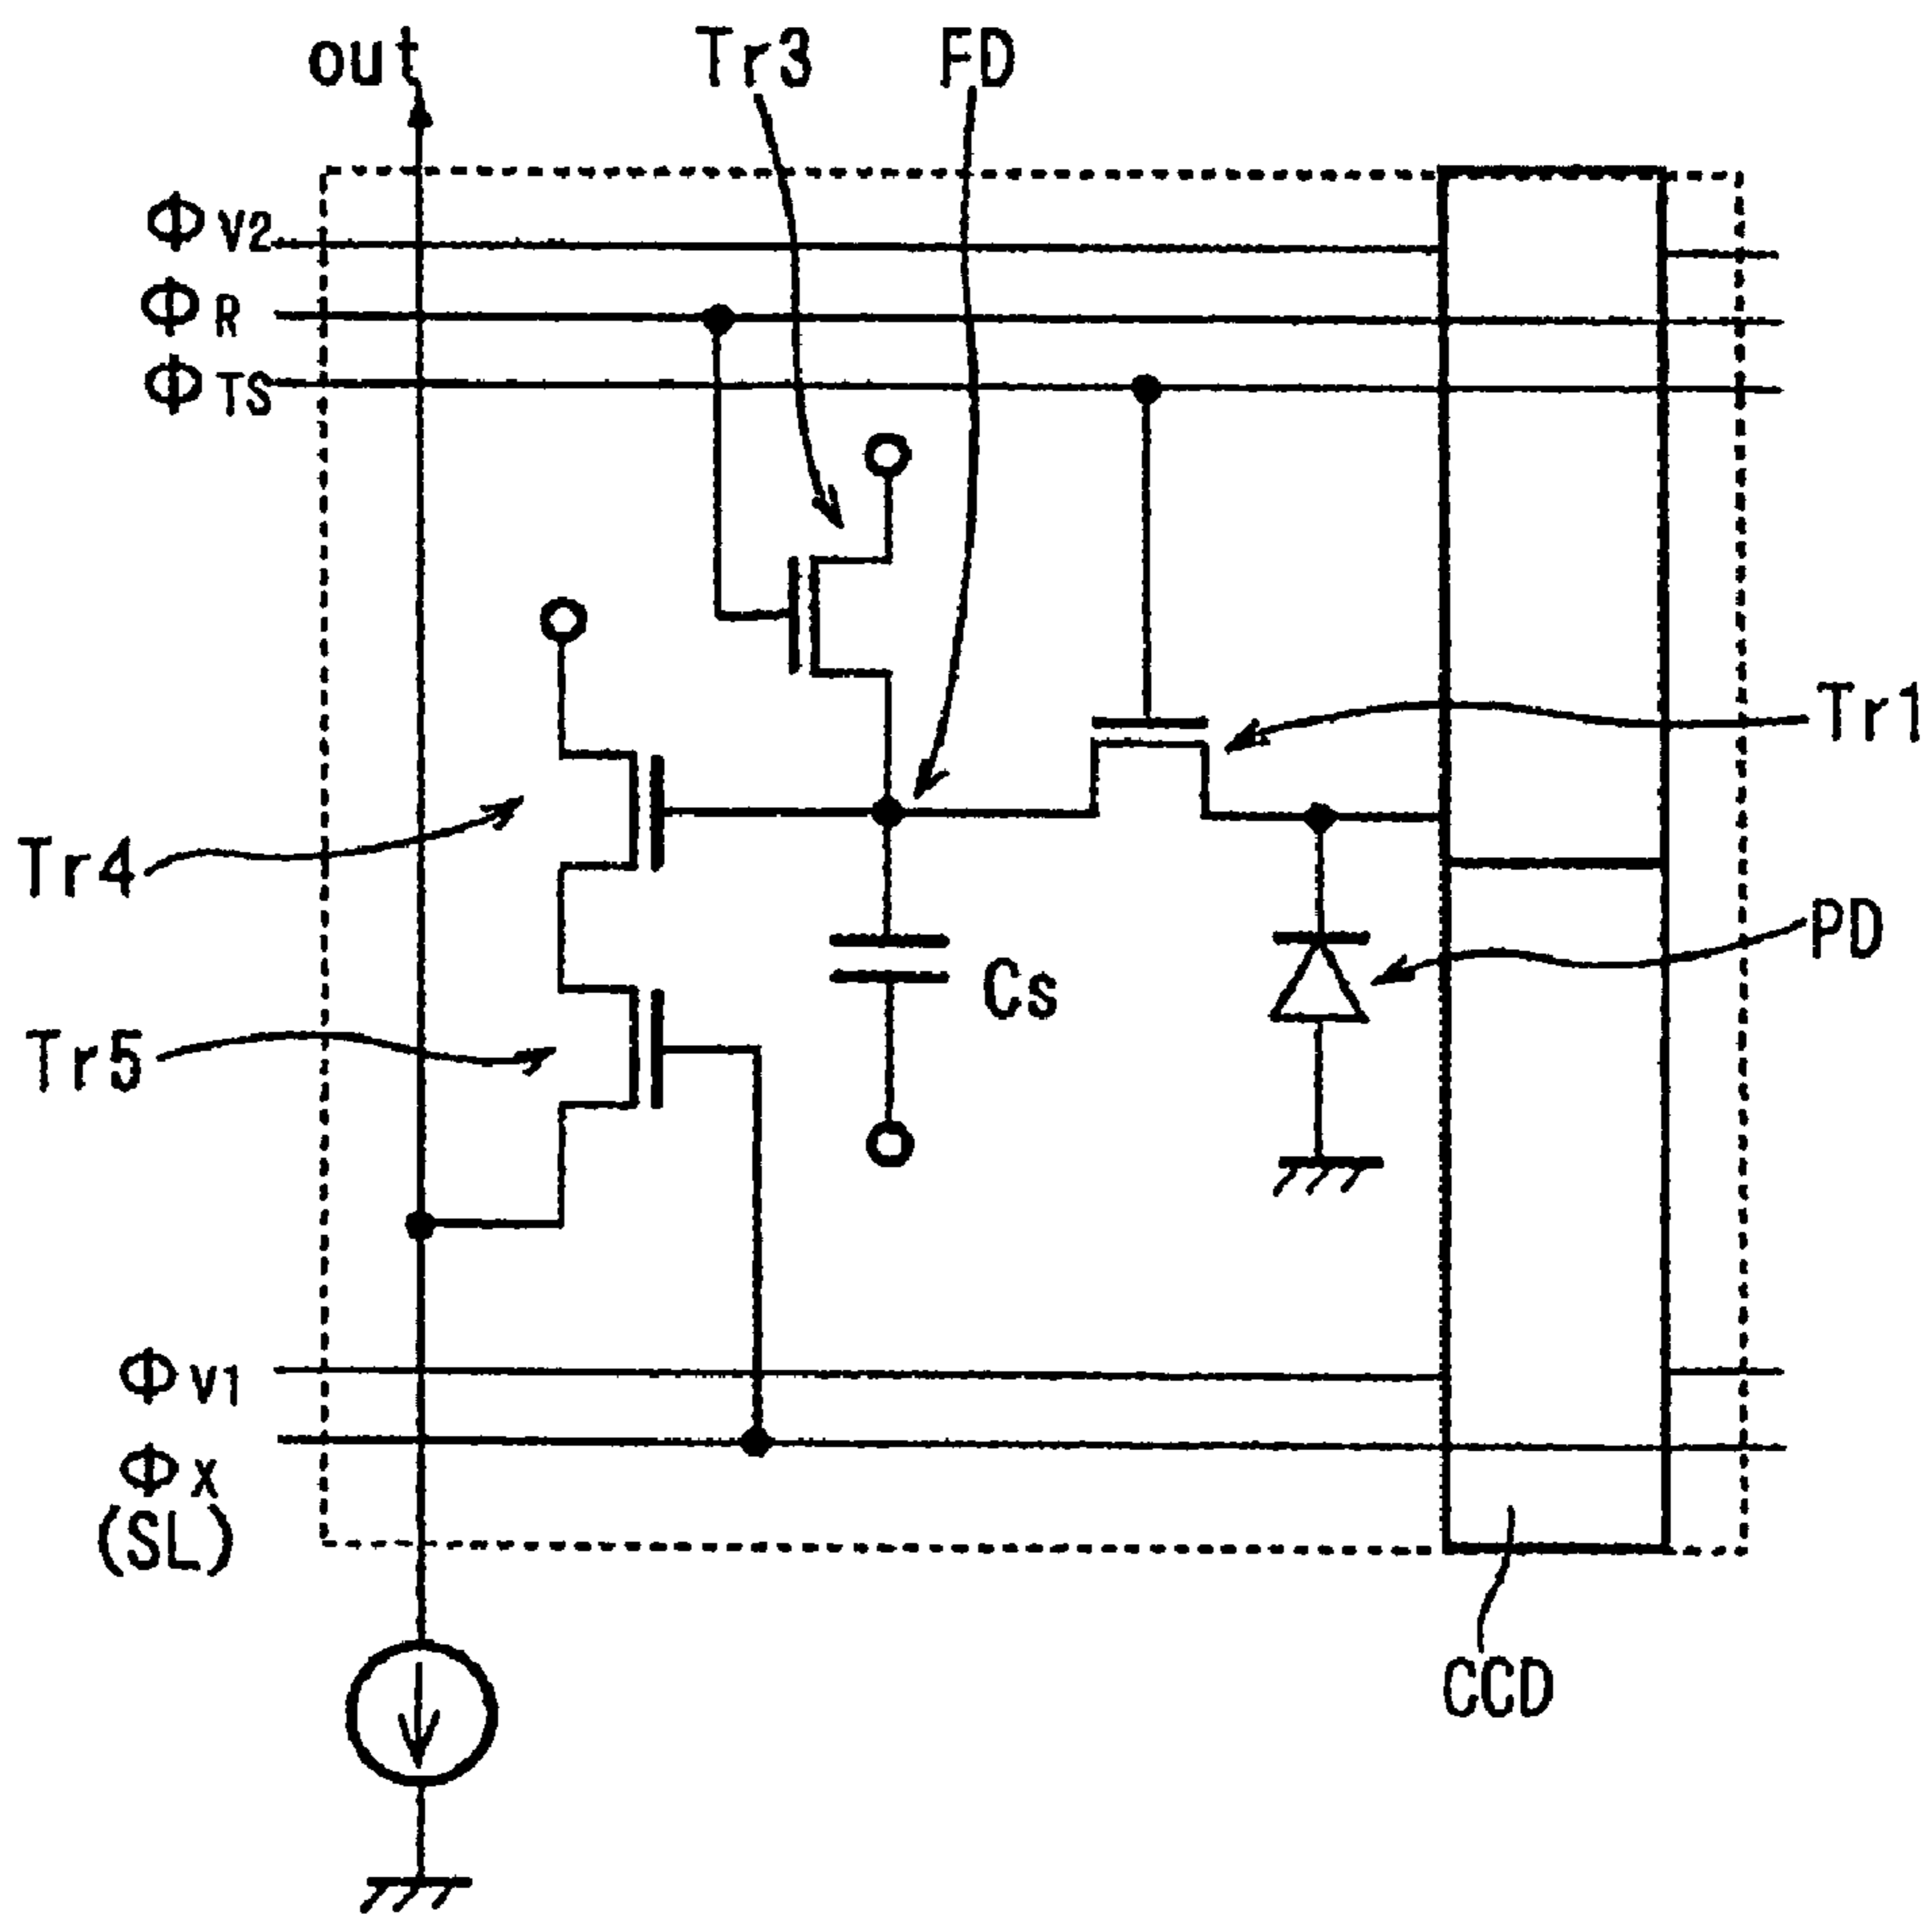 out
Tr3
FD
ΦV2
ΦR
ΦTS
Tr1
Tr4
PD
Cs
Tr5
ΦV1
ΦX
(SL)
CCD